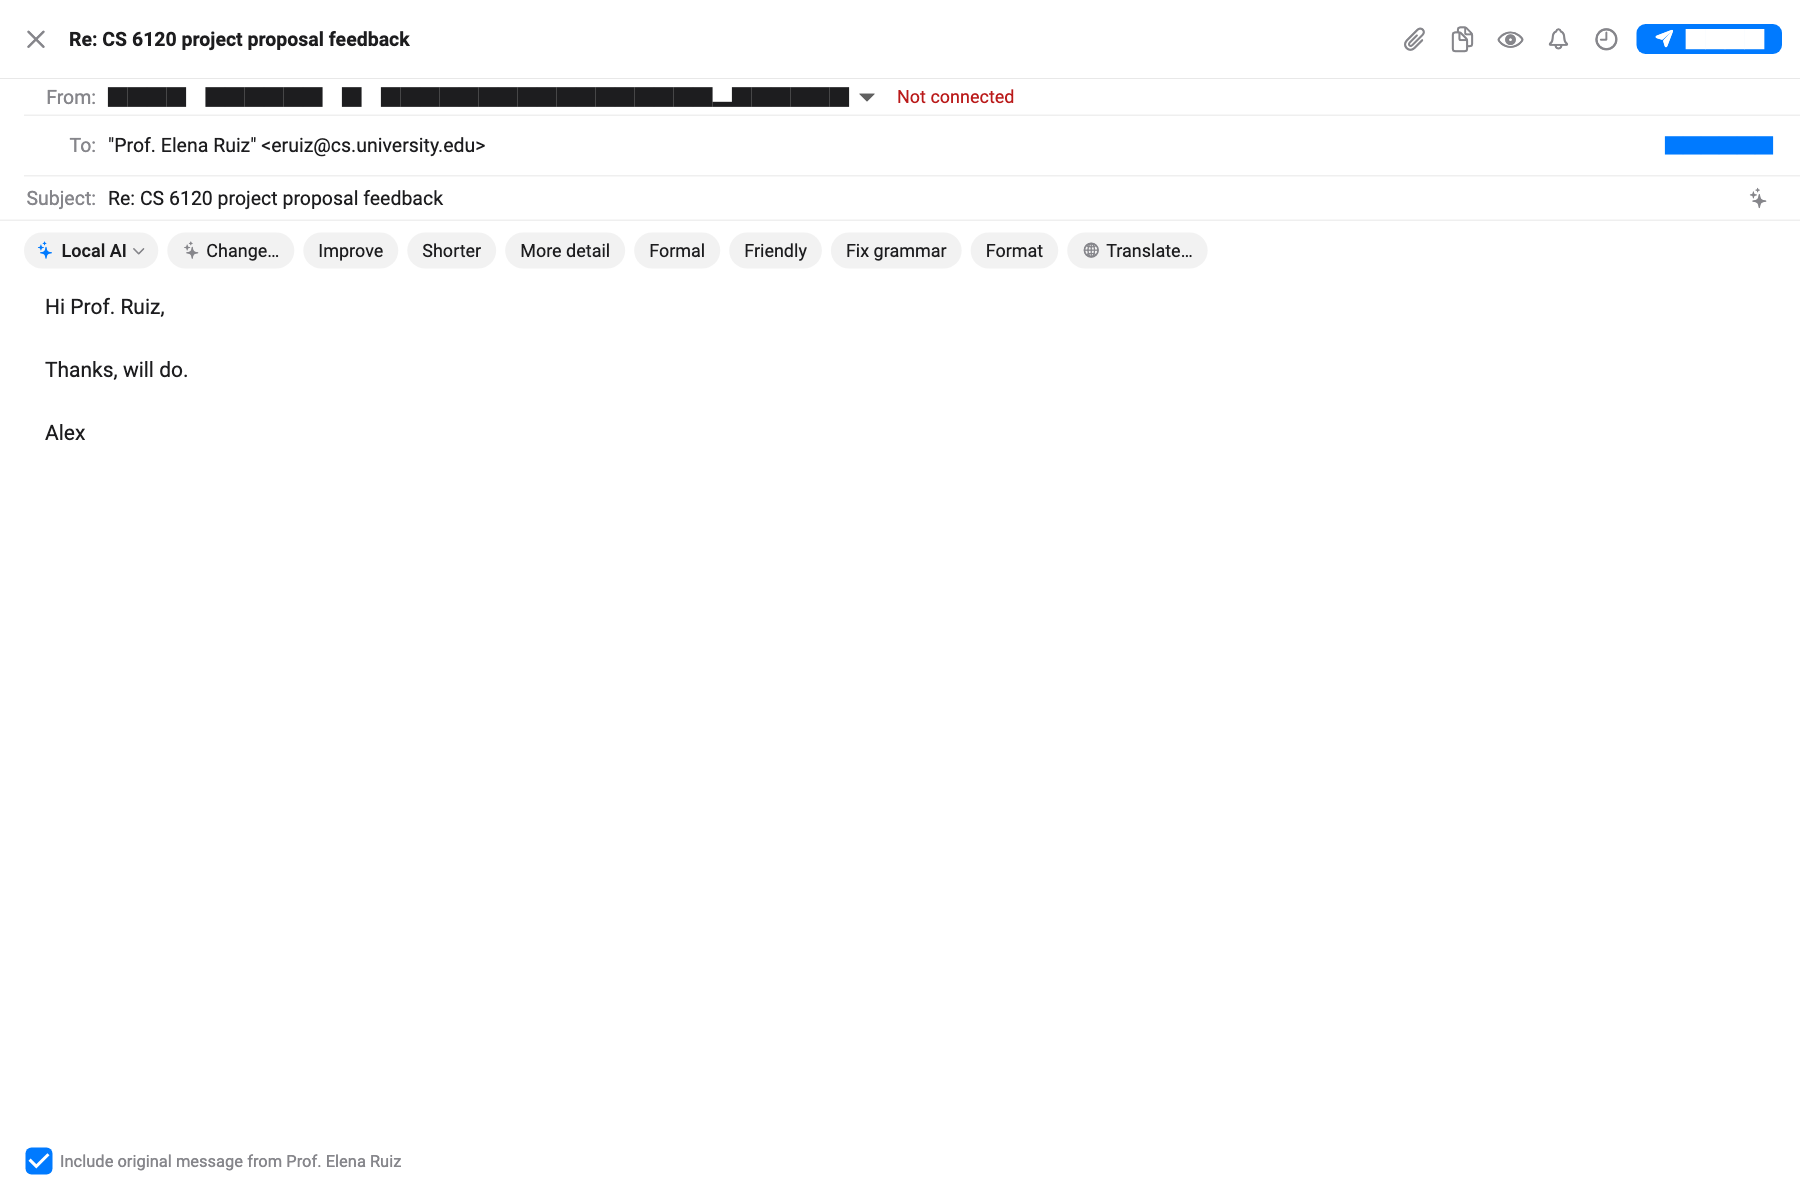 Re: CS 6120 project proposal feedback
From:
Not connected
To: "Prof. Elena Ruiz" <eruiz@cs.university.edu>
Subject: Re: CS 6120 project proposal feedback
Local AI Change... Improve Shorter More detail Formal Friendly Fix grammar Format Translate...
Hi Prof. Ruiz,
Thanks, will do.
Alex
Include original message from Prof. Elena Ruiz